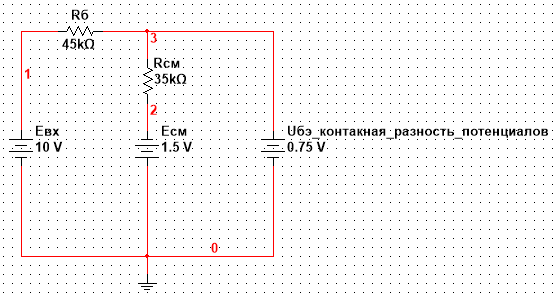 Rб
45kΩ
3
Rсм
35kΩ
1
2
Eвх
10 V
Eсм
1.5 V
Uбэ_контакная_разность_потенциалов
0.75 V
0